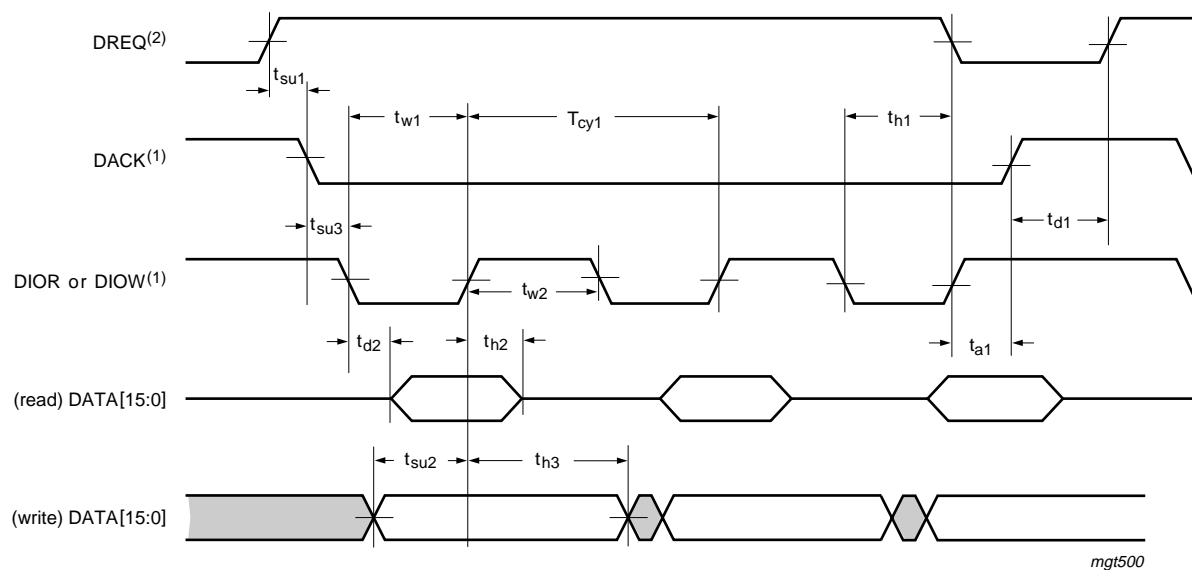 DREQ(2)
tsu1
tw1
Tcy1
th1
DACK(1)
tsu3
td1
DIOR or DIOW(1)
tw2
td2
th2
ta1
(read) DATA[15:0]
tsu2
th3
(write) DATA[15:0]
mgt500